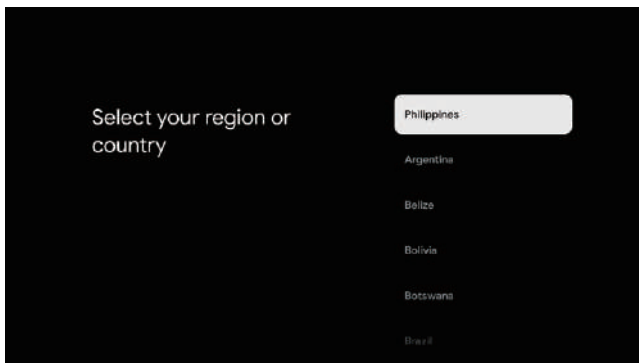 Select your region or
country
Philippines
Argentina
Belize
Bolivia
Botswana
Brazil